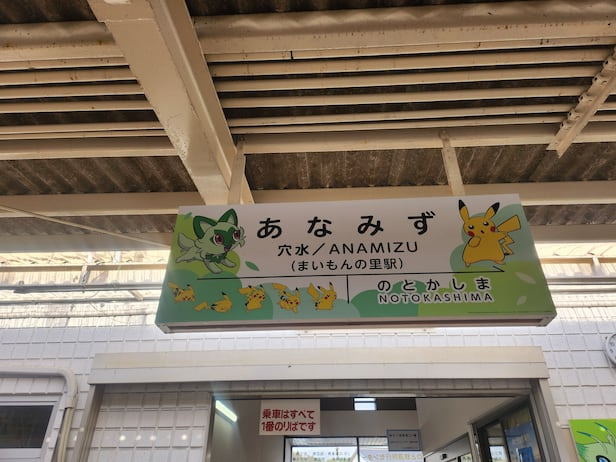 あなみず
穴水/ANAMIZU
(まいもんの里駅)
のとかしま
NOTOKASHIMA
乗車はすべて
1番のりばです